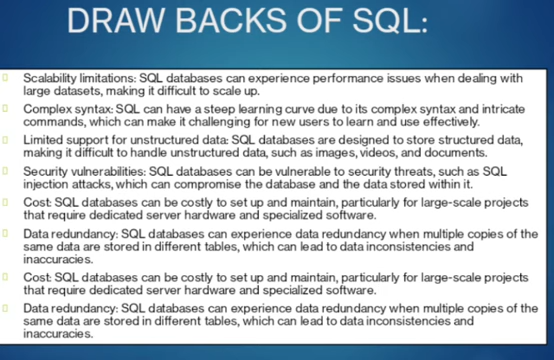 DRAW BACKS OF SQL:
Scalability limitations: SQL databases can experience performance issues when dealing with
large datasets, making it difficult to scale up.
Complex syntax: SQL can have a steep learning curve due to its complex syntax and intricate
commands, which can make it challenging for new users to learn and use effectively.
Limited support for unstructured data: SQL databases are designed to store structured data,
making it difficult to handle unstructured data, such as images, videos, and documents.
Security vulnerabilities: SQL databases can be vulnerable to security threats, such as SQL
injection attacks, which can compromise the database and the data stored within it.
Cost: SQL databases can be costly to set up and maintain, particularly for large-scale projects
that require dedicated server hardware and specialized software.
Data redundancy: SQL databases can experience data redundancy when multiple copies of the
same data are stored in different tables, which can lead to data inconsistencies and
inaccuracies.
Cost: SQL databases can be costly to set up and maintain, particularly for large-scale projects
that require dedicated server hardware and specialized software.
Data redundancy: SQL databases can experience data redundancy when multiple copies of the
same data are stored in different tables, which can lead to data inconsistencies and
inaccuracies.